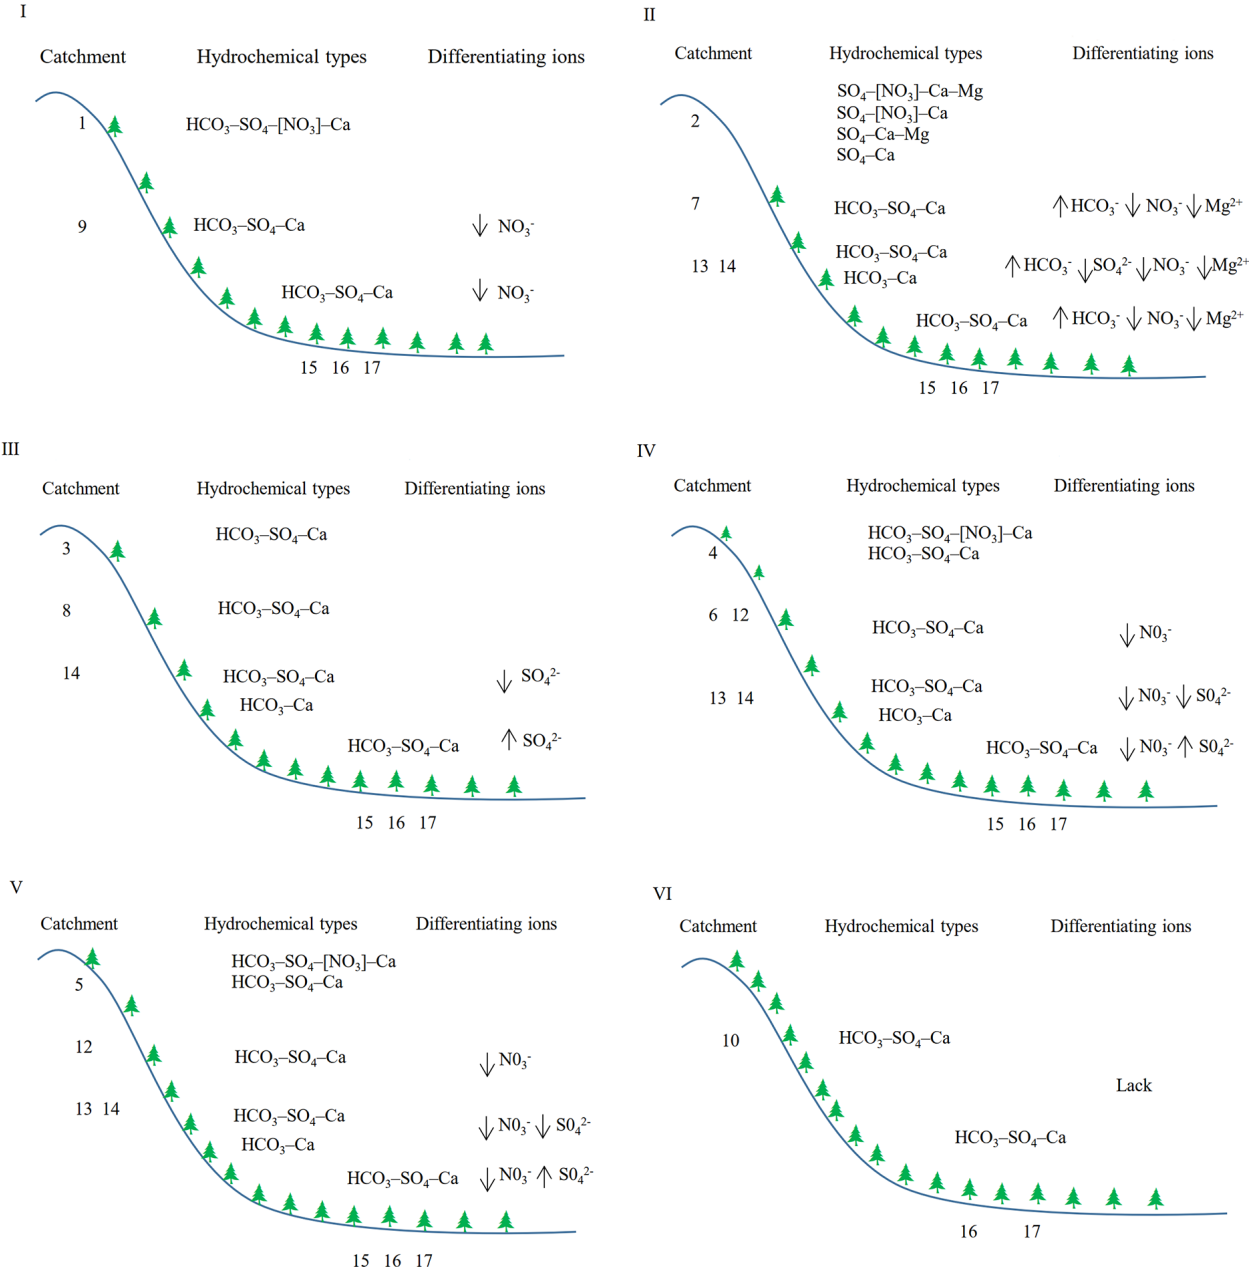 I
Catchment Hydrochemical types Differentiating ions
1 HCO₃–SO₄–[NO₃]–Ca
9 HCO₃–SO₄–Ca ↓ NO₃⁻
HCO₃–SO₄–Ca ↓ NO₃⁻
15 16 17
II
Catchment Hydrochemical types Differentiating ions
SO₄–[NO₃]–Ca–Mg
2 SO₄–[NO₃]–Ca
SO₄–Ca–Mg
SO₄–Ca
7 HCO₃–SO₄–Ca ↑HCO₃⁻ ↓ NO₃⁻ ↓ Mg²⁺
HCO₃–SO₄–Ca
13 14 ↑HCO₃⁻ ↓SO₄²⁻ ↓NO₃⁻ ↓Mg²⁺
HCO₃–Ca
HCO₃–SO₄–Ca ↑HCO₃⁻ ↓ NO₃⁻ ↓ Mg²⁺
15 16 17
III
Catchment Hydrochemical types Differentiating ions
3 HCO₃–SO₄–Ca
8 HCO₃–SO₄–Ca
14 HCO₃–SO₄–Ca ↓ SO₄²⁻
HCO₃–Ca
HCO₃–SO₄–Ca ↑ SO₄²⁻
15 16 17
IV
Catchment Hydrochemical types Differentiating ions
HCO₃–SO₄–[NO₃]–Ca
4 HCO₃–SO₄–Ca
6 12 HCO₃–SO₄–Ca ↓ N0₃⁻
HCO₃–SO₄–Ca
13 14 ↓ N0₃⁻ ↓ S0₄²⁻
HCO₃–Ca
HCO₃–SO₄–Ca ↓ N0₃⁻ ↑ S0₄²⁻
15 16 17
V
Catchment Hydrochemical types Differentiating ions
HCO₃–SO₄–[NO₃]–Ca
5 HCO₃–SO₄–Ca
12 HCO₃–SO₄–Ca ↓ N0₃⁻
13 14 HCO₃–SO₄–Ca ↓ N0₃⁻ ↓ S0₄²⁻
HCO₃–Ca
HCO₃–SO₄–Ca ↓ N0₃⁻ ↑ S0₄²⁻
15 16 17
VI
Catchment Hydrochemical types Differentiating ions
10 HCO₃–SO₄–Ca
Lack
HCO₃–SO₄–Ca
16 17